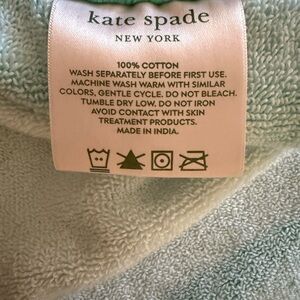 kate spade
NEW YORK
100% COTTON
WASH SEPARATELY BEFORE FIRST USE.
MACHINE WASH WARM WITH SIMILAR
COLORS, GENTLE CYCLE. DO NOT BLEACH.
TUMBLE DRY LOW. DO NOT IRON
AVOID CONTACT WITH SKIN
TREATMENT PRODUCTS.
MADE IN INDIA.